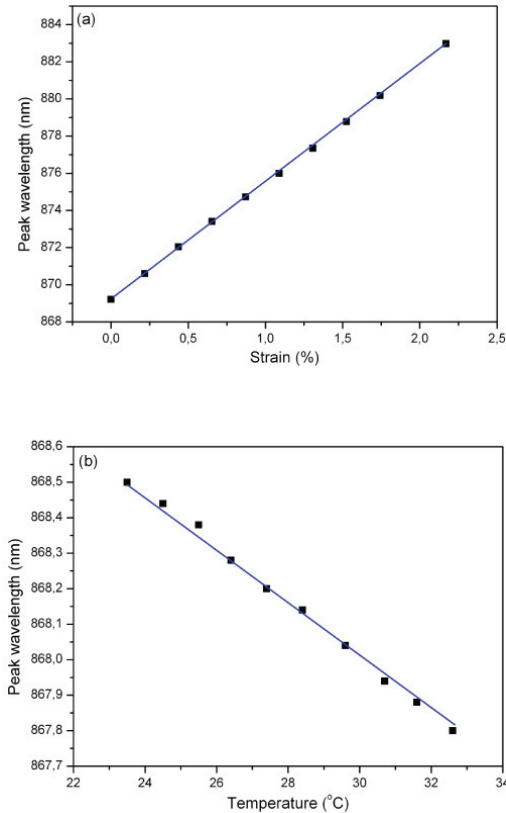 (a)
Peak wavelength (nm)
884
882
880
878
876
874
872
870
868
0,0 0,5 1,0 1,5 2,0 2,5
Strain (%)
(b)
Peak wavelength (nm)
868,6
868,5
868,4
868,3
868,2
868,1
868,0
867,9
867,8
867,7
22 24 26 28 30 32 34
Temperature (°C)